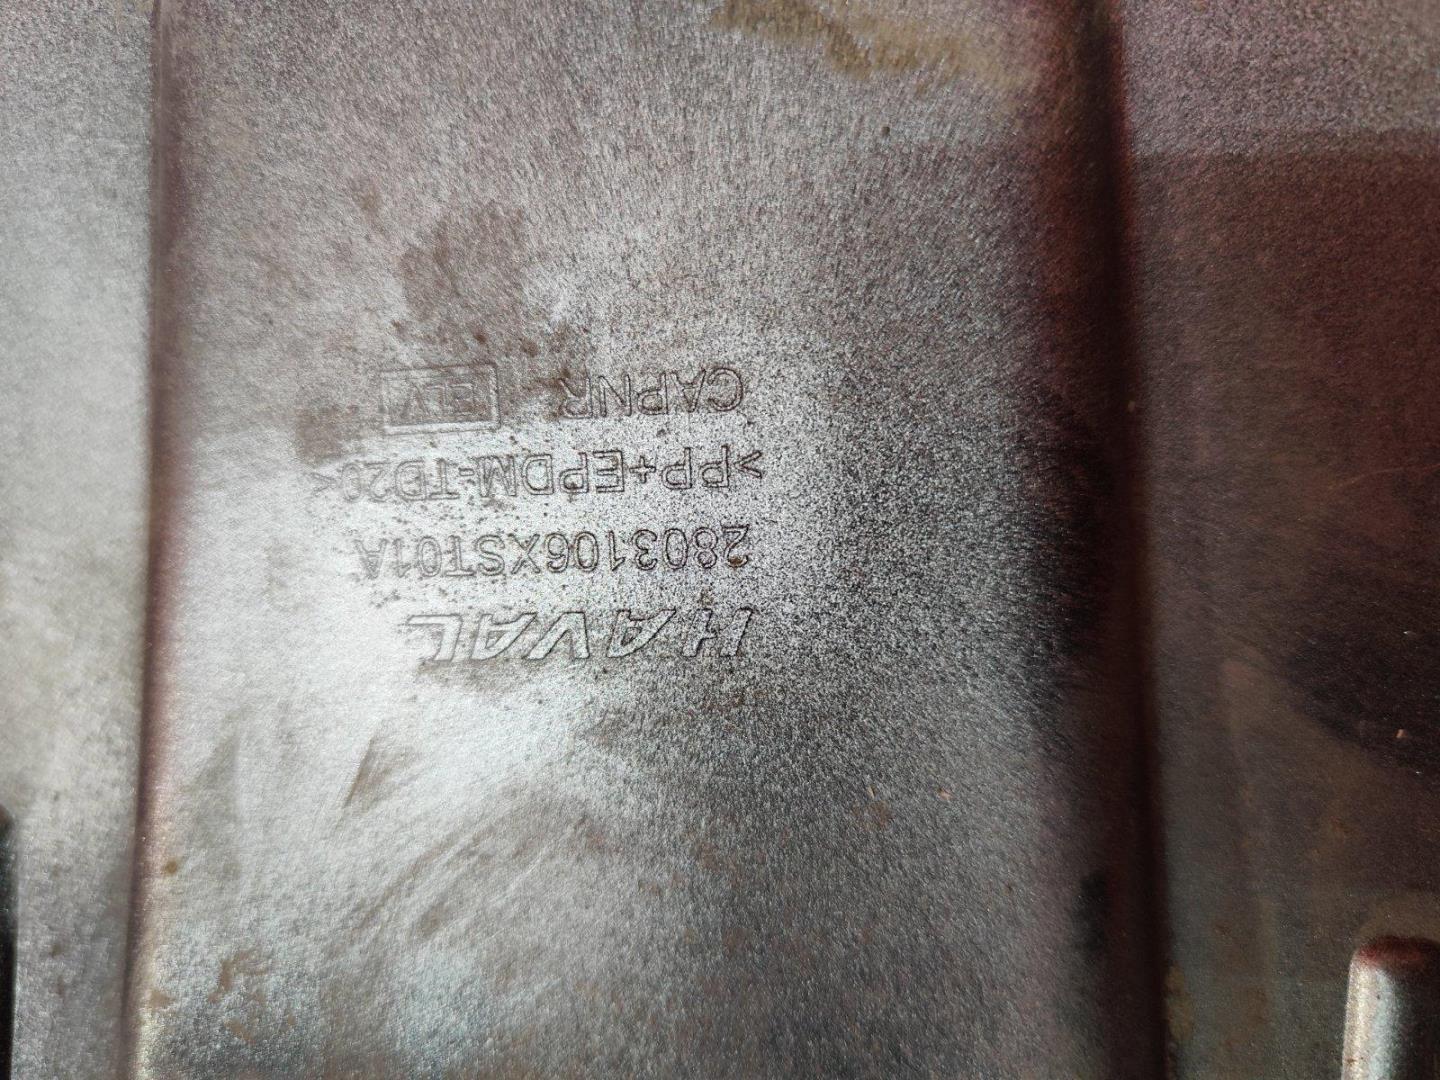 HAVAL
2803106XST01A
>PP+EPDM-TD20<
CAPNR ELV